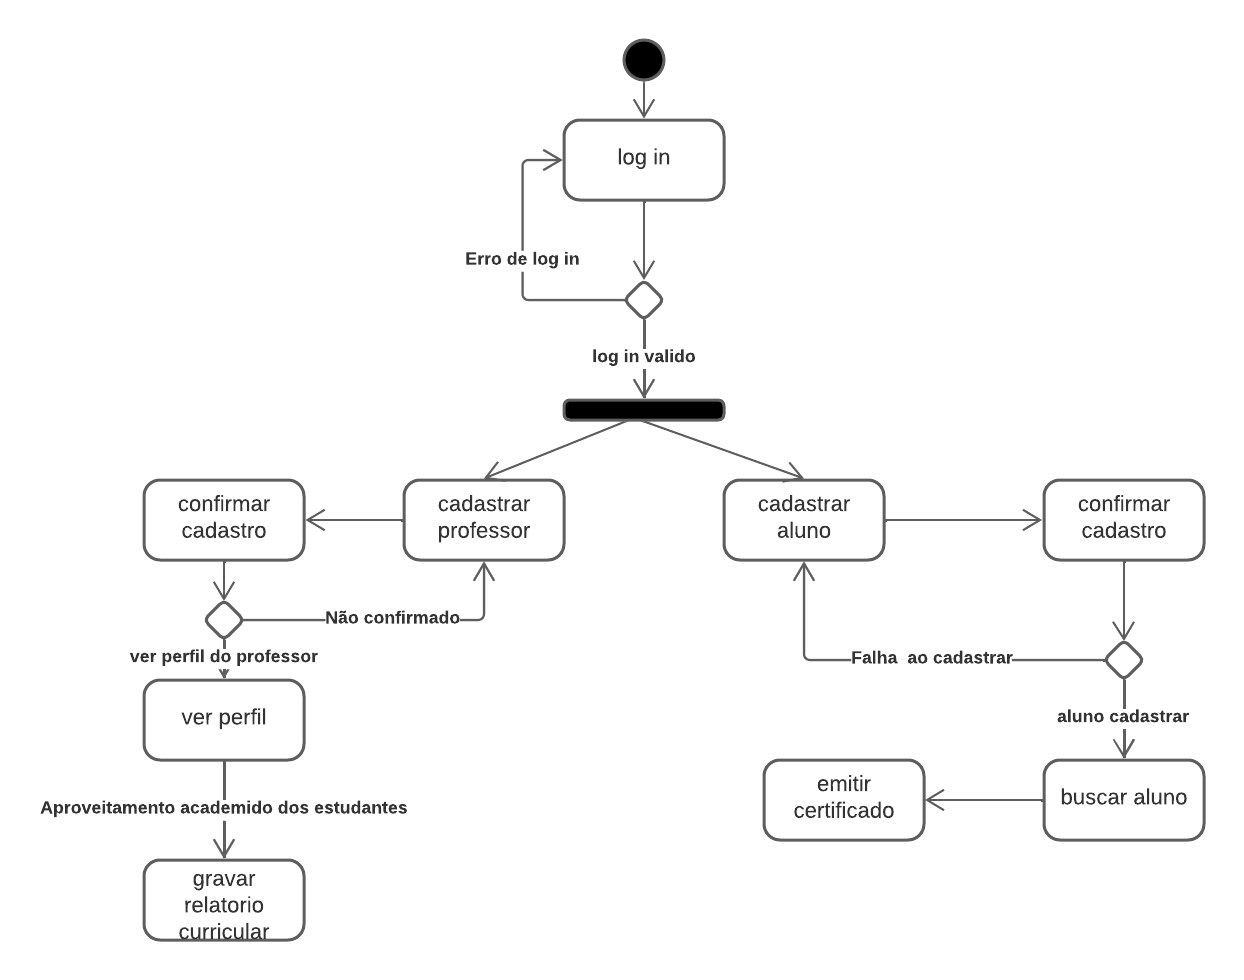 log in
Erro de log in
log in valido
confirmar
cadastro
cadastrar
professor
cadastrar
aluno
confirmar
cadastro
Não confirmado
ver perfil do professor
Falha  ao cadastrar
ver perfil
aluno cadastrar
emitir
certificado
buscar aluno
Aproveitamento academido dos estudantes
gravar
relatorio
curricular